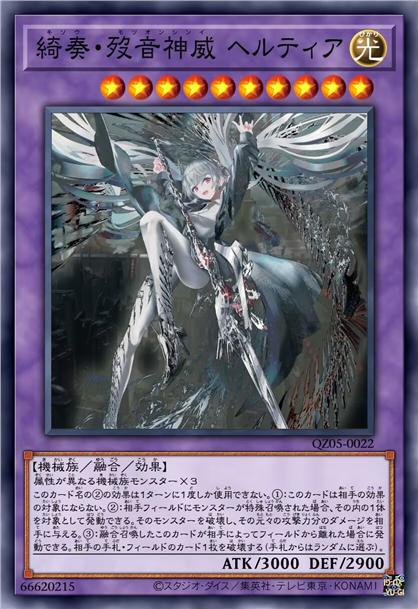 綺奏・歿音神威 ヘルティア
光
QZ05-0022
【機械族／融合／効果】
属性が異なる機械族モンスター×３
このカード名の②の効果は１ターンに１度しか使用できない。①：このカードは相手の効果
の対象にならない。②：相手フィールドにモンスターが特殊召喚された場合、その内の１体
を対象として発動できる。そのモンスターを破壊し、その元々の攻撃力分のダメージを相
手に与える。③：融合召喚したこのカードが相手によってフィールドから離れた場合に発
動できる。相手の手札・フィールドのカード１枚を破壊する（手札からはランダムに選ぶ）。
ATK/3000 DEF/2900
66620215
©スタジオ・ダイス／集英社・テレビ東京・KONAMI